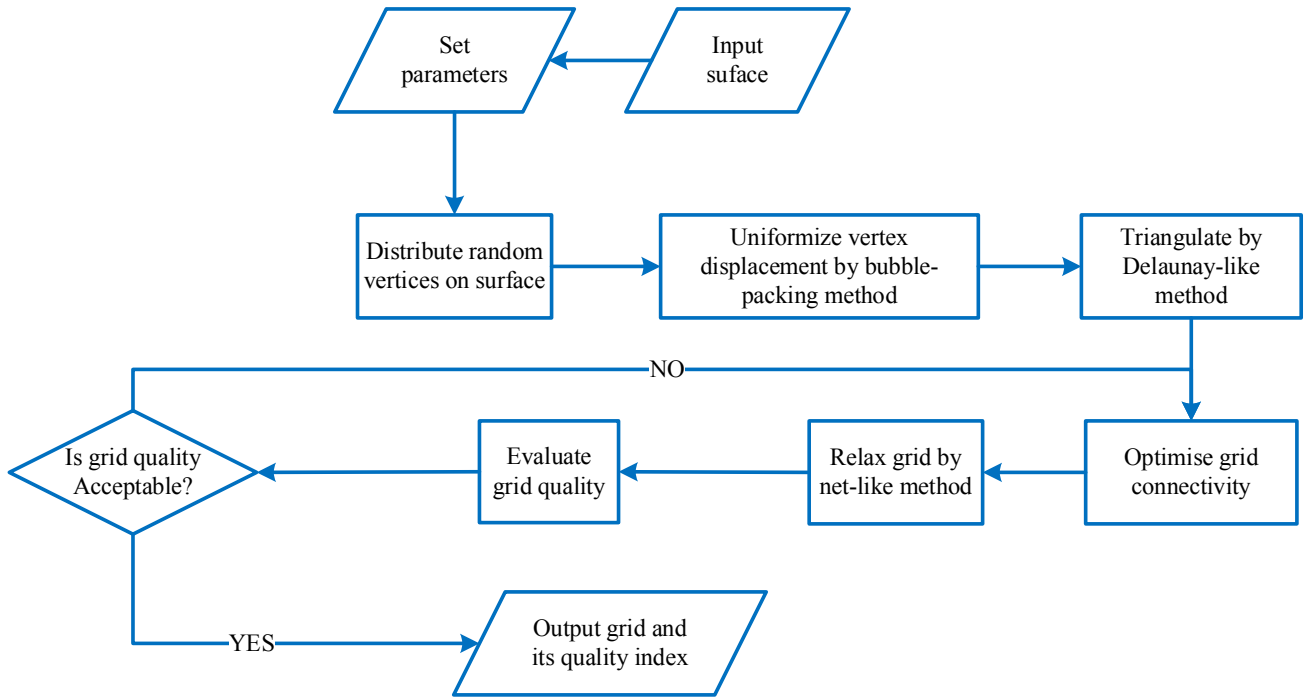 Set
parameters
Input
suface
Distribute random
vertices on surface
Uniformize vertex
displacement by bubble-
packing method
Triangulate by
Delaunay-like
method
NO
Is grid quality
Acceptable?
Evaluate
grid quality
Relax grid by
net-like method
Optimise grid
connectivity
YES
Output grid and
its quality index